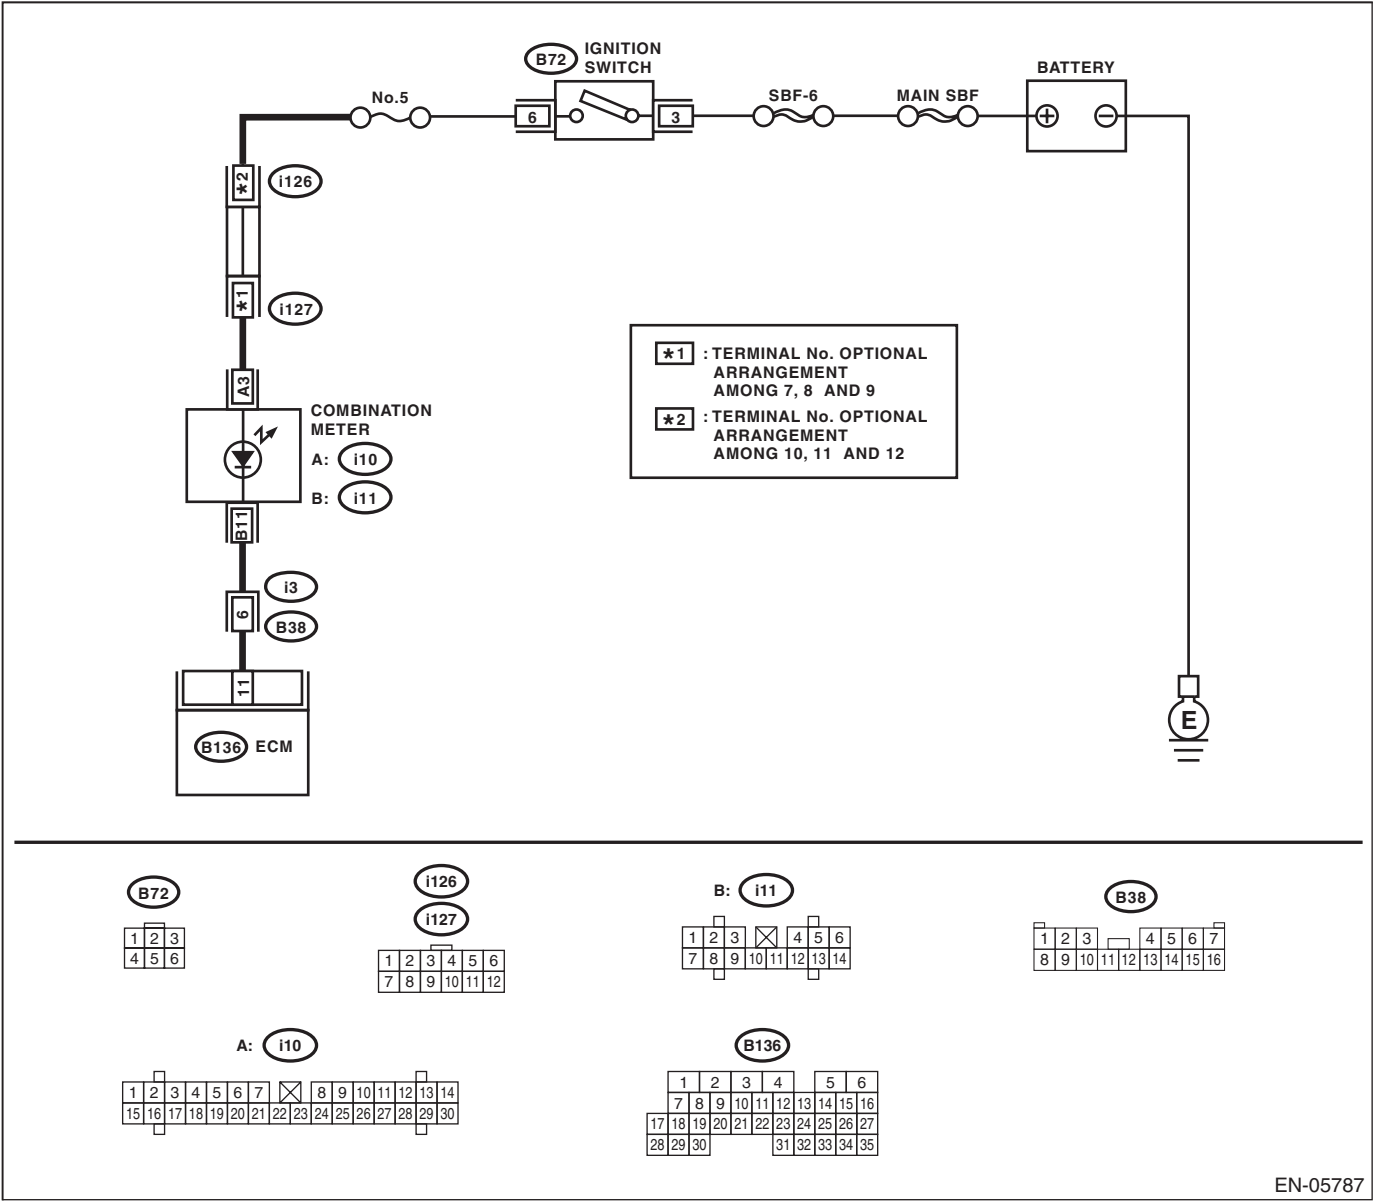 B72
IGNITION
SWITCH
BATTERY
No.5
SBF-6
MAIN SBF
6
3
+
−
*2
i126
*1
i127
A3
COMBINATION
METER
A: i10
B: i11
B11
i3
6
B38
11
B136 ECM
*1 : TERMINAL No. OPTIONAL
ARRANGEMENT
AMONG 7, 8 AND 9
*2 : TERMINAL No. OPTIONAL
ARRANGEMENT
AMONG 10, 11 AND 12
E
B72
1 2 3
4 5 6
i126
i127
1 2 3 4 5 6
7 8 9 10 11 12
B: i11
1 2 3 4 5 6
7 8 9 10 11 12 13 14
B38
1 2 3 4 5 6 7
8 9 10 11 12 13 14 15 16
A: i10
1 2 3 4 5 6 7 8 9 10 11 12 13 14
15 16 17 18 19 20 21 22 23 24 25 26 27 28 29 30
B136
1 2 3 4 5 6
7 8 9 10 11 12 13 14 15 16
17 18 19 20 21 22 23 24 25 26 27
28 29 30 31 32 33 34 35
EN-05787